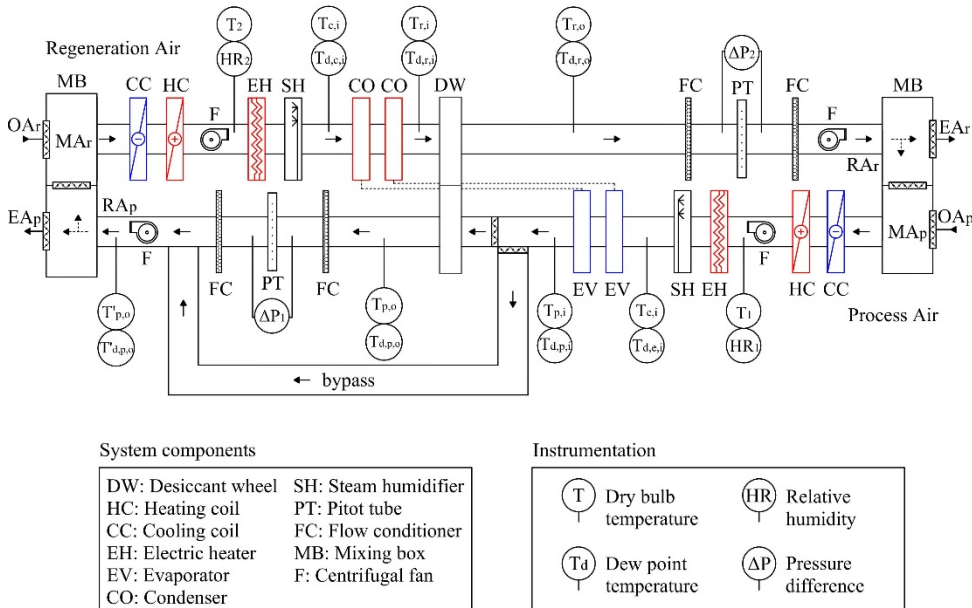 T2 Tc,i Tr,i Tr,o
Regeneration Air
HR2 Td,c,i Td,r,i Td,r,o ΔP2
MB CC HC EH SH CO CO DW FC PT FC MB
F F
OAr MAr EAr
RAr
EAp RAp MAp OAp
F F
FC PT FC EV EV SH EH HC CC
ΔP1 Tp,o Tp,i Tc,i T1 Process Air
T'p,o
T'd,p,o Td,p,o Td,p,i Td,e,i HR1
bypass
System components Instrumentation
DW: Desiccant wheel SH: Steam humidifier
HC: Heating coil PT: Pitot tube
CC: Cooling coil FC: Flow conditioner
EH: Electric heater MB: Mixing box
EV: Evaporator F: Centrifugal fan
CO: Condenser
T Dry bulb temperature
HR Relative humidity
Td Dew point temperature
ΔP Pressure difference